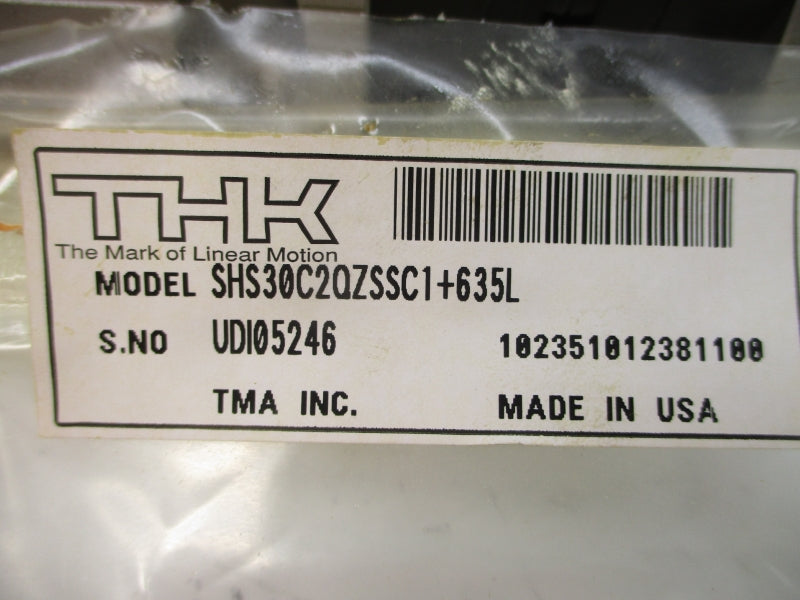 THK
The Mark of Linear Motion
MODEL SHS30C2QZSSC1+635L
S.NO UDI05246 102351012381100
TMA INC. MADE IN USA